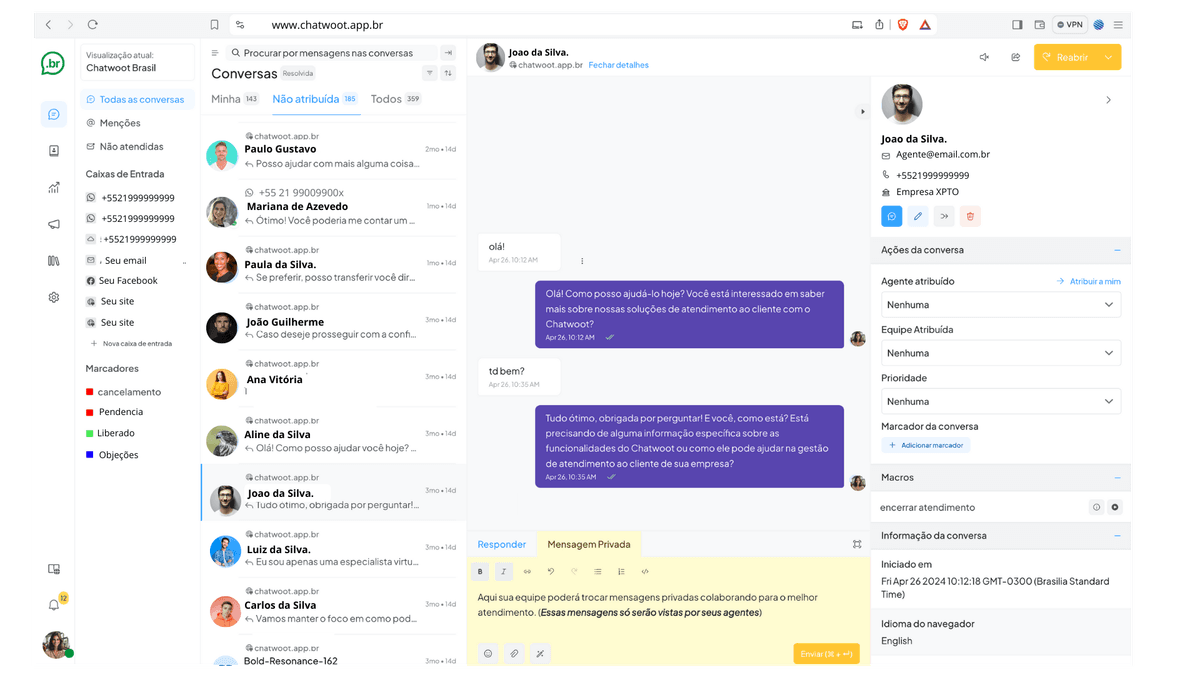 www.chatwoot.app.br
VPN
.br
Visualização atual:
Chatwoot Brasil
Todas as conversas
Menções
Não atendidas
Caixas de Entrada
+5521999999999
+5521999999999
:+5521999999999
Seu email
Seu Facebook
Seu site
Seu site
+ Nova caixa de entrada
Marcadores
cancelamento
Pendencia
Liberado
Objeções
12
Procurar por mensagens nas conversas
Conversas Resolvida
Minha 143 Não atribuída 185 Todos 359
chatwoot.app.br
Paulo Gustavo 2mo • 14d
Posso ajudar com mais alguma coisa...
+55 21 99009900x
Mariana de Azevedo 1mo • 14d
Ótimo! Você poderia me contar um ...
chatwoot.app.br
Paula da Silva. 1mo • 14d
Se preferir, posso transferir você dir...
chatwoot.app.br
João Guilherme 3mo • 14d
Caso deseje prosseguir com a confi...
chatwoot.app.br
Ana Vitória 3mo • 14d
1
chatwoot.app.br
Aline da Silva 3mo • 14d
Olá! Como posso ajudar você hoje? ...
chatwoot.app.br
Joao da Silva. 3mo • 14d
Tudo ótimo, obrigada por perguntar!...
chatwoot.app.br
Luiz da Silva. 3mo • 14d
Eu sou apenas uma especialista virtu...
chatwoot.app.br
Carlos da Silva 3mo • 14d
Vamos manter o foco em como pod...
chatwoot.app.br
Bold-Resonance-162 3mo • 14d
Joao da Silva.
chatwoot.app.br Fechar detalhes
Reabrir
olá!
Apr 26, 10:12 AM
Olá! Como posso ajudá-lo hoje? Você está interessado em saber
mais sobre nossas soluções de atendimento ao cliente com o
Chatwoot?
Apr 26, 10:12 AM
td bem?
Apr 26, 10:35 AM
Tudo ótimo, obrigada por perguntar! E você, como está? Está
precisando de alguma informação específica sobre as
funcionalidades do Chatwoot ou como ele pode ajudar na gestão
de atendimento ao cliente de sua empresa?
Apr 26, 10:35 AM
Responder Mensagem Privada
B I
Aqui sua equipe poderá trocar mensagens privadas colaborando para o melhor
atendimento. (Essas mensagens só serão vistas por seus agentes)
Enviar (⌘ + ↵)
Joao da Silva.
Agente@email.com.br
+5521999999999
Empresa XPTO
Ações da conversa
Agente atribuído Atribuir a mim
Nenhuma
Equipe Atribuída
Nenhuma
Prioridade
Nenhuma
Marcador da conversa
+ Adicionar marcador
Macros
encerrar atendimento
Informação da conversa
Iniciado em
Fri Apr 26 2024 10:12:18 GMT-0300 (Brasilia Standard
Time)
Idioma do navegador
English